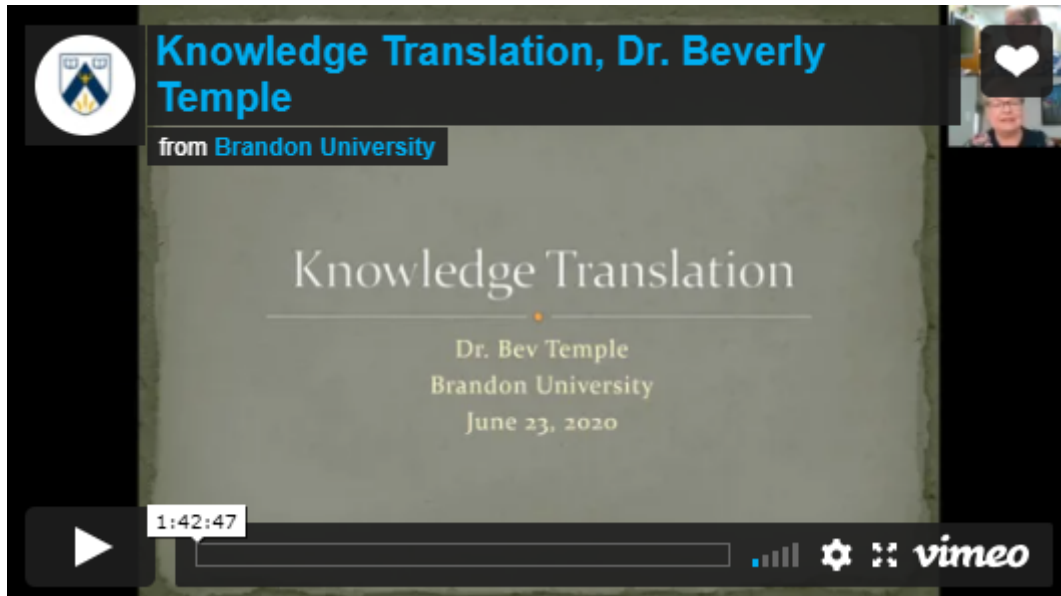 Knowledge Translation, Dr. Beverly
Temple
from Brandon University
Knowledge Translation
Dr. Bev Temple
Brandon University
June 23, 2020
1:42:47
vimeo